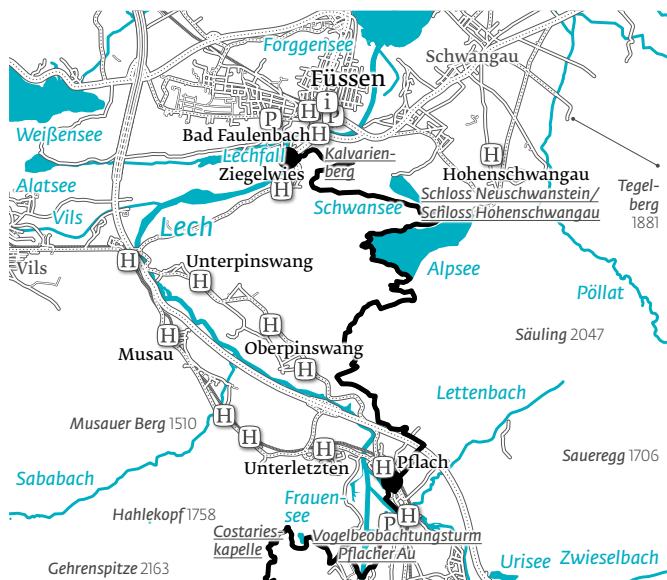 Forggensee
Schwangau
Füssen
i
H
P
P
Weißensee
Bad Faulenbach
H
Lechfall
Kalvarien-
berg
H
Hohenschwangau
Alatsee
Ziegelwies
H
Schloss Neuschwanstein/
Schloss Hohenschwangau
Tegel-
berg
1881
Vils
Schwansee
Lech
Vils
H
Unterpinswang
H
Alpsee
Pöllat
H
Säuling 2047
Musau
H
Oberpinswang
H
Lettenbach
Musauer Berg 1510
H
H
Unterletzten
H
H
Pflach
Saueregg 1706
Sababach
Frauen-
see
Hahlekopf 1758
H
P
Costaries-
kapelle
Vogelbeobachtungsturm
Pflacher Au
Gehrenspitze 2163
Urisee
Zwieselbach